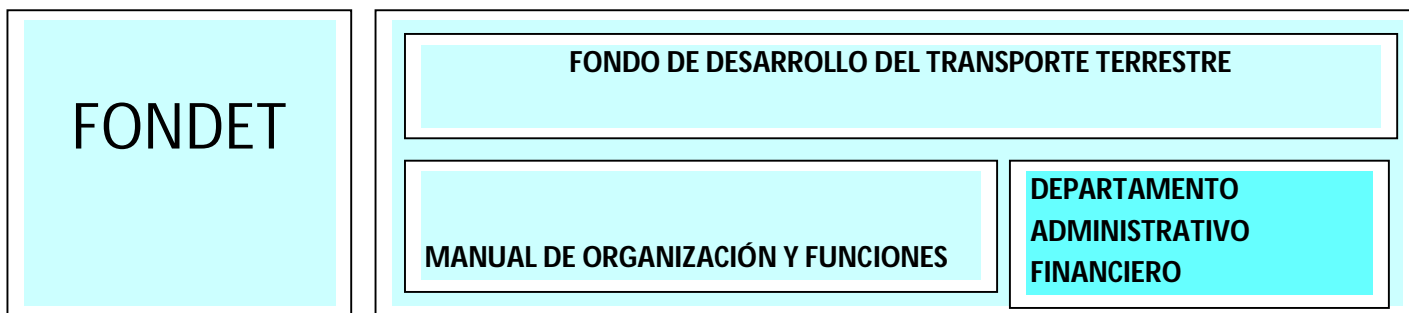 FONDET
FONDO DE DESARROLLO DEL TRANSPORTE TERRESTRE
MANUAL DE ORGANIZACIÓN Y FUNCIONES
DEPARTAMENTO
ADMINISTRATIVO
FINANCIERO